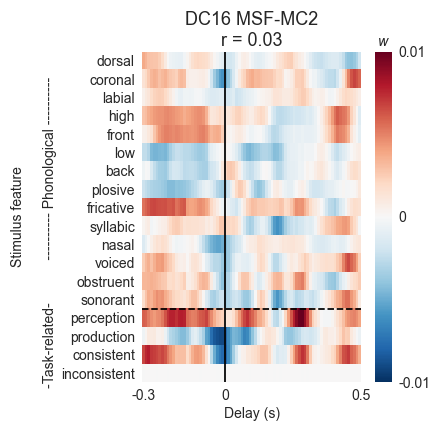 DC16 MSF-MC2
r = 0.03
w
dorsal
coronal
labial
high
front
low
back
plosive
fricative
syllabic
nasal
voiced
obstruent
sonorant
perception
production
consistent
inconsistent
Stimulus feature
-Task-related- ---------- Phonological ----------
0.01
0
-0.01
-0.3
0
0.5
Delay (s)